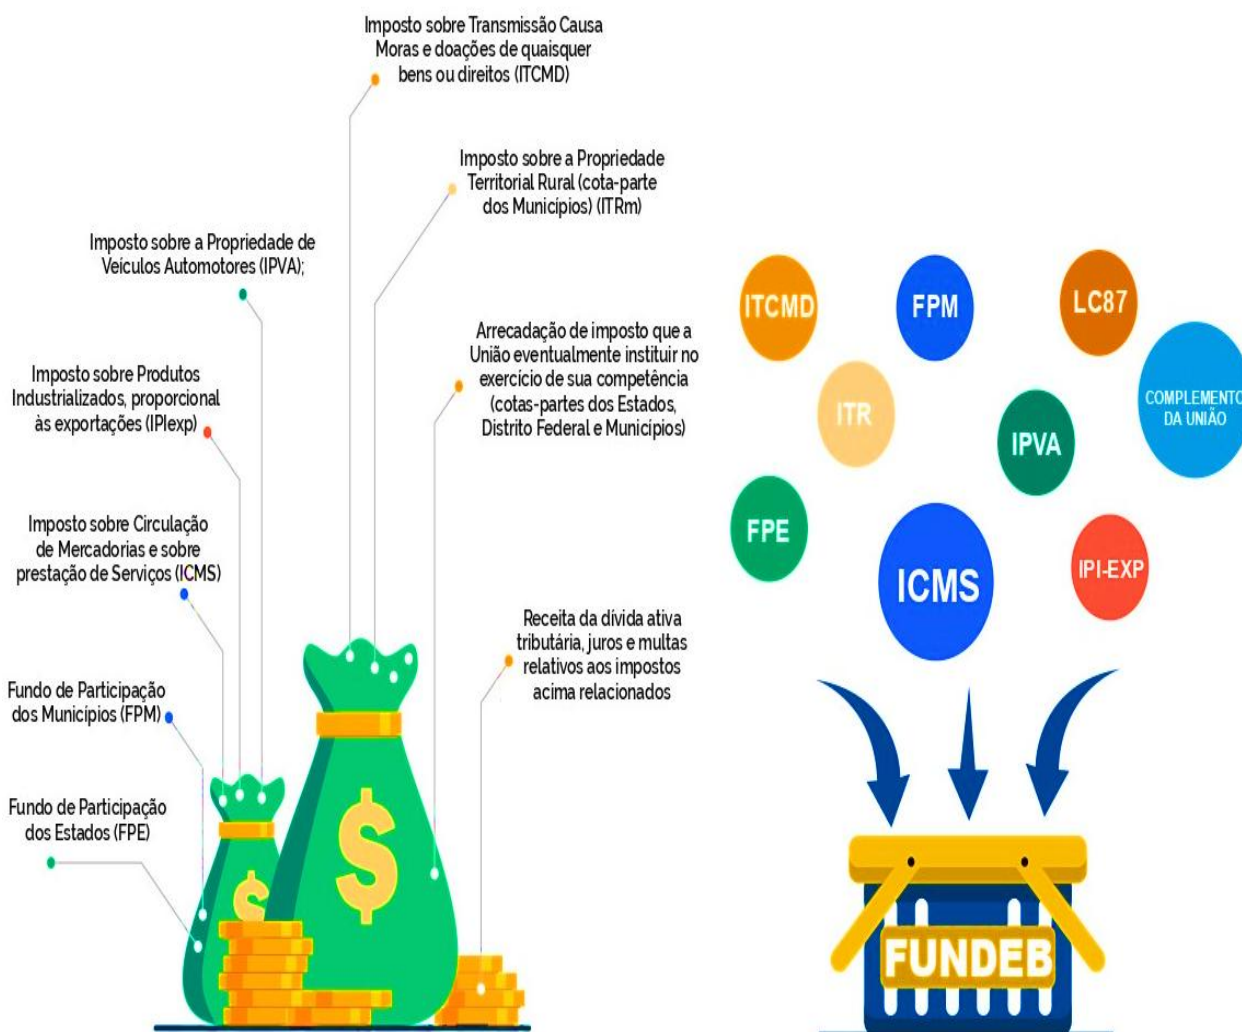 Imposto sobre Transmissão Causa
Moras e doações de quaisquer
bens ou direitos (ITCMD)
Imposto sobre a Propriedade
Territorial Rural (cota-parte
dos Municípios) (ITRm)
Imposto sobre a Propriedade de
Veículos Automotores (IPVA);
Arrecadação de imposto que a
União eventualmente instituir no
exercício de sua competência
(cotas-partes dos Estados,
Distrito Federal e Municípios)
Imposto sobre Produtos
Industrializados, proporcional
às exportações (IPIexp)
Imposto sobre Circulação
de Mercadorias e sobre
prestação de Serviços (ICMS)
Receita da dívida ativa
tributária, juros e multas
relativos aos impostos
acima relacionados
Fundo de Participação
dos Municípios (FPM)
Fundo de Participação
dos Estados (FPE)
$
$
ITCMD
FPM
LC87
ITR
IPVA
COMPLEMENTO
DA UNIÃO
FPE
ICMS
IPI-EXP
FUNDEB